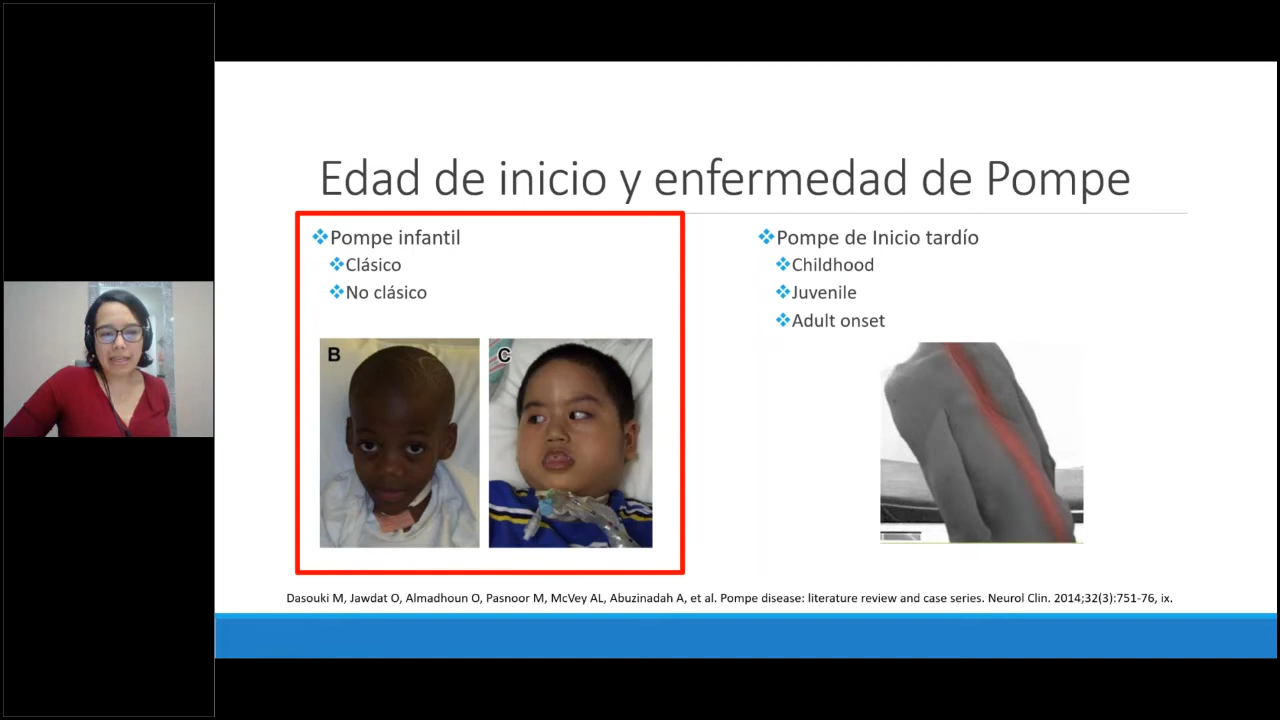 Edad de inicio y enfermedad de Pompe
Pompe infantil
Clásico
No clásico
B
C
Pompe de Inicio tardío
Childhood
Juvenile
Adult onset
Dasouki M, Jawdat O, Almadhoun O, Pasnoor M, McVey AL, Abuzinadah A, et al. Pompe disease: literature review and case series. Neurol Clin. 2014;32(3):751-76, ix.